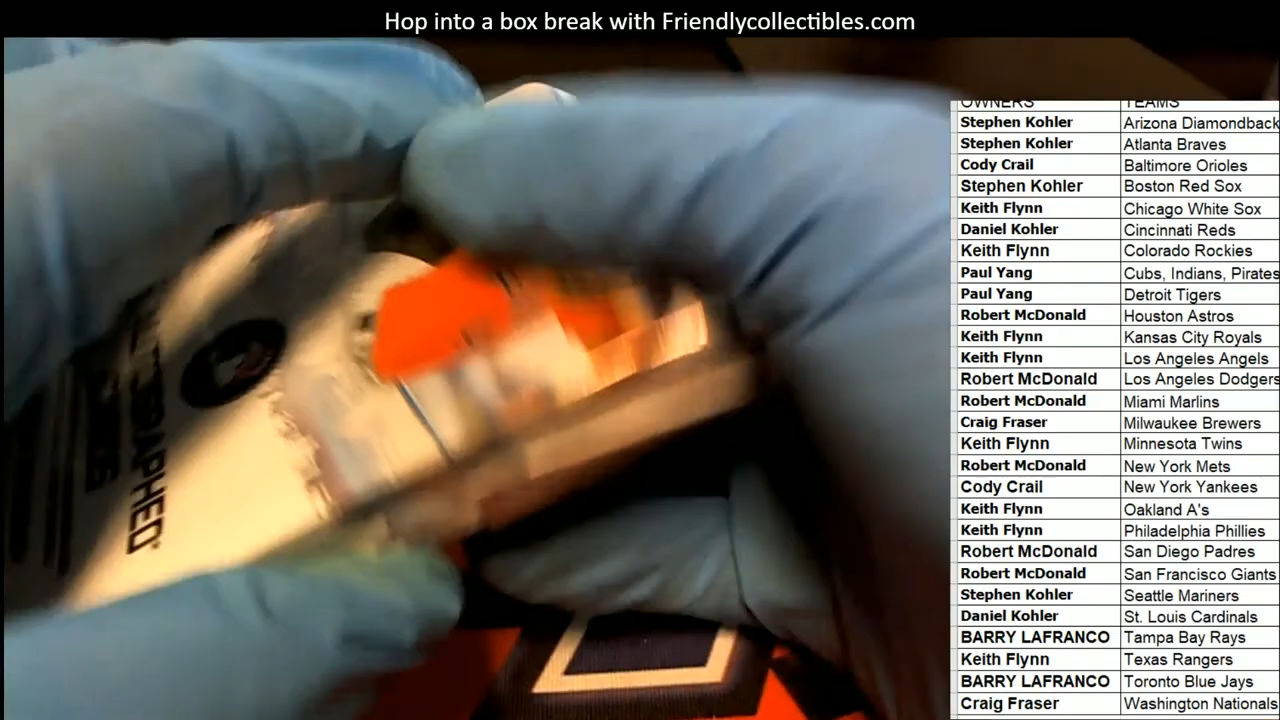 Hop into a box break with Friendlycollectibles.com
OWNERS TEAMS
Stephen Kohler Arizona Diamondback
Stephen Kohler Atlanta Braves
Cody Crail Baltimore Orioles
Stephen Kohler Boston Red Sox
Keith Flynn Chicago White Sox
Daniel Kohler Cincinnati Reds
Keith Flynn Colorado Rockies
Paul Yang Cubs, Indians, Pirates
Paul Yang Detroit Tigers
Robert McDonald Houston Astros
Keith Flynn Kansas City Royals
Keith Flynn Los Angeles Angels
Robert McDonald Los Angeles Dodgers
Robert McDonald Miami Marlins
Craig Fraser Milwaukee Brewers
Keith Flynn Minnesota Twins
Robert McDonald New York Mets
Cody Crail New York Yankees
Keith Flynn Oakland A's
Keith Flynn Philadelphia Phillies
Robert McDonald San Diego Padres
Robert McDonald San Francisco Giants
Stephen Kohler Seattle Mariners
Daniel Kohler St. Louis Cardinals
BARRY LAFRANCO Tampa Bay Rays
Keith Flynn Texas Rangers
BARRY LAFRANCO Toronto Blue Jays
Craig Fraser Washington Nationals